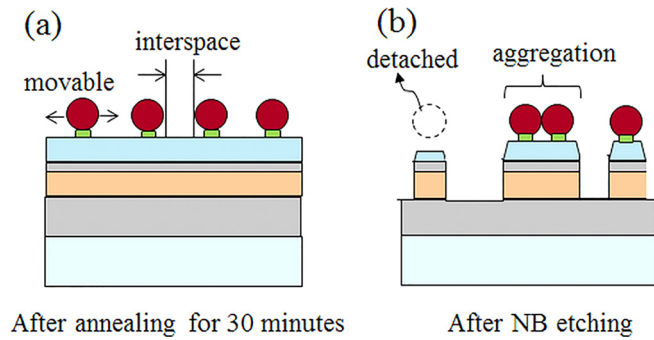 (a)
interspace
movable
After annealing for 30 minutes
(b)
aggregation
detached
After NB etching